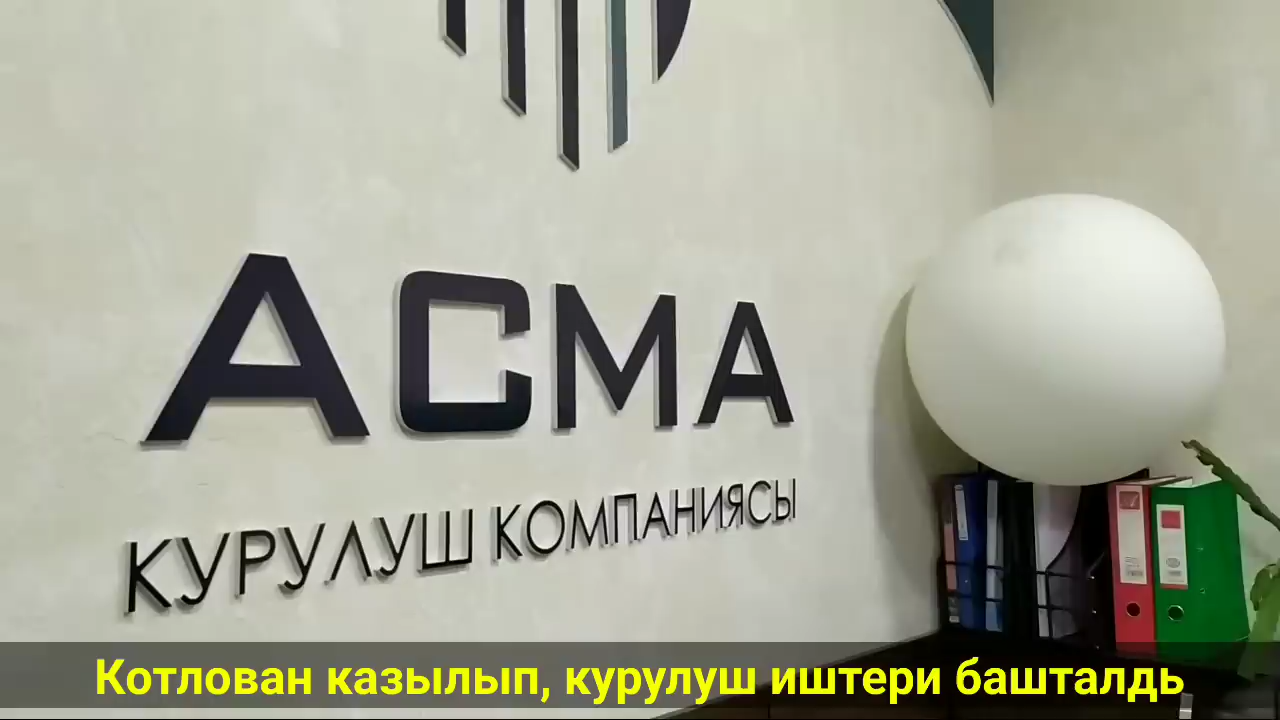 АСМА
КУРУЛУШ КОМПАНИЯСЫ
Котлован казылып, курулуш иштери башталдь